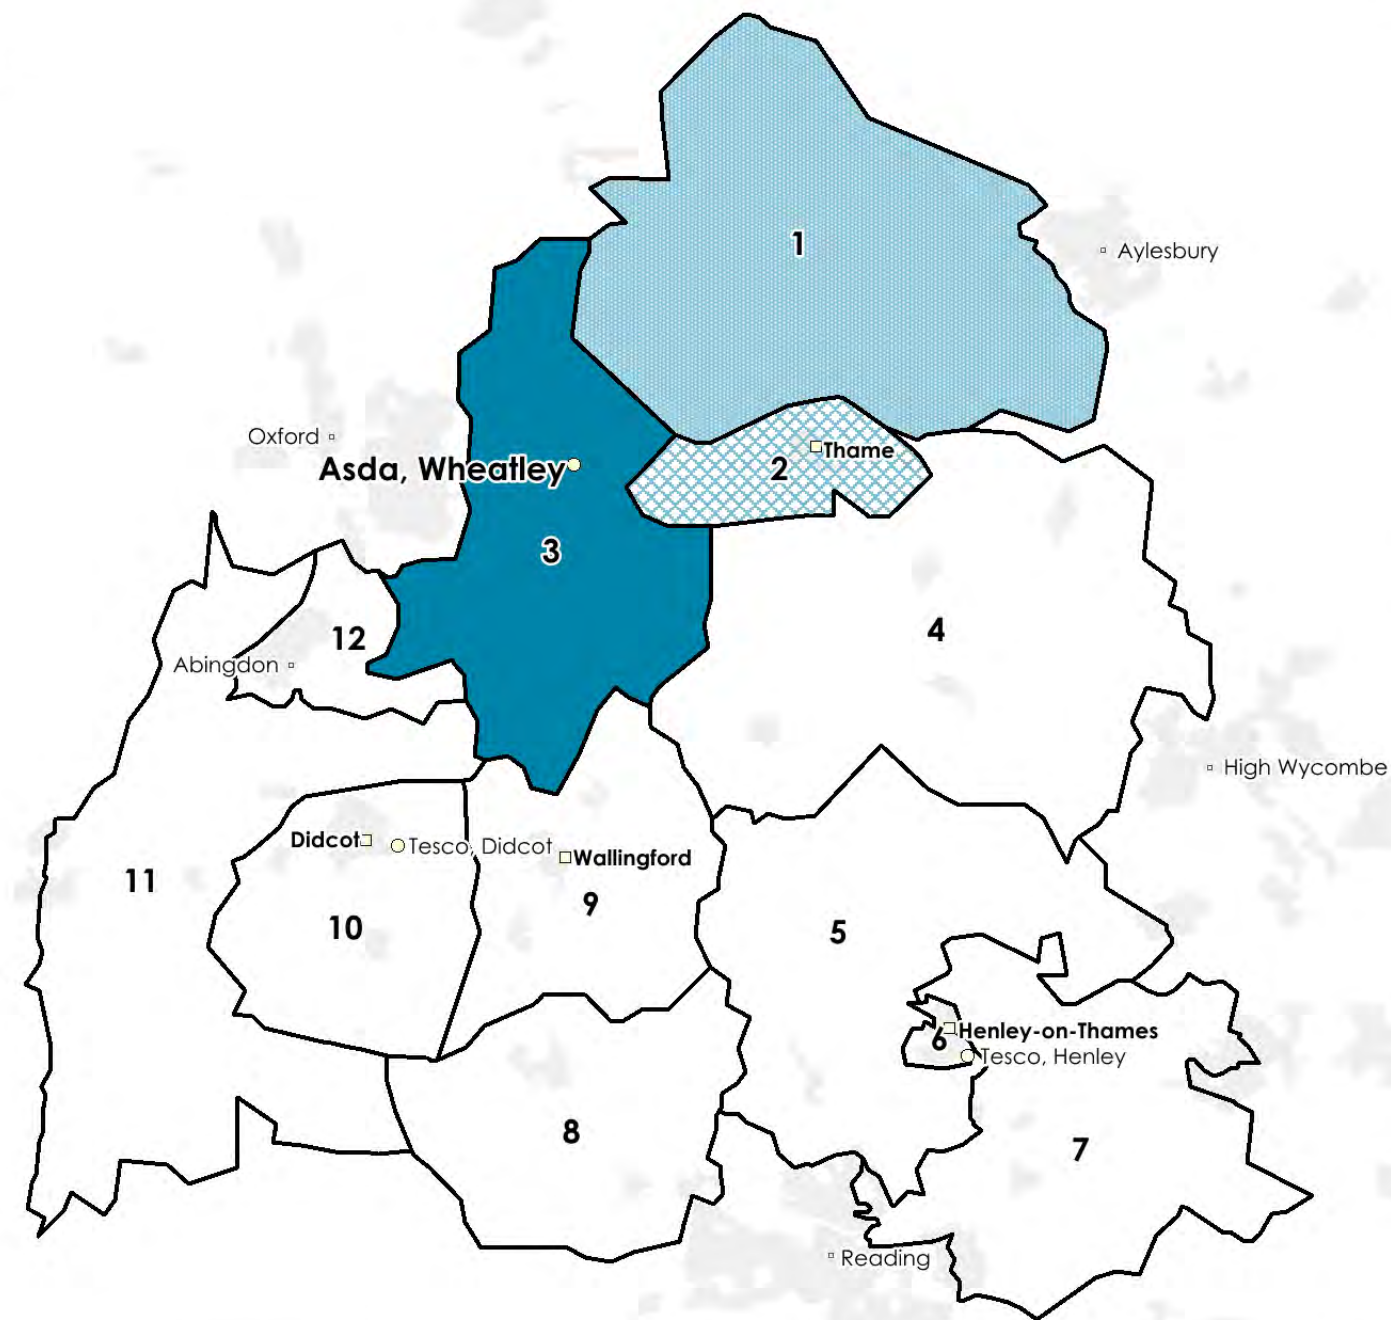 1
Aylesbury
Oxford
Thame
Asda, Wheatley
2
3
4
12
Abingdon
High Wycombe
Didcot
Tesco, Didcot
Wallingford
11
9
10
5
Henley-on-Thames
6
Tesco, Henley
8
7
Reading